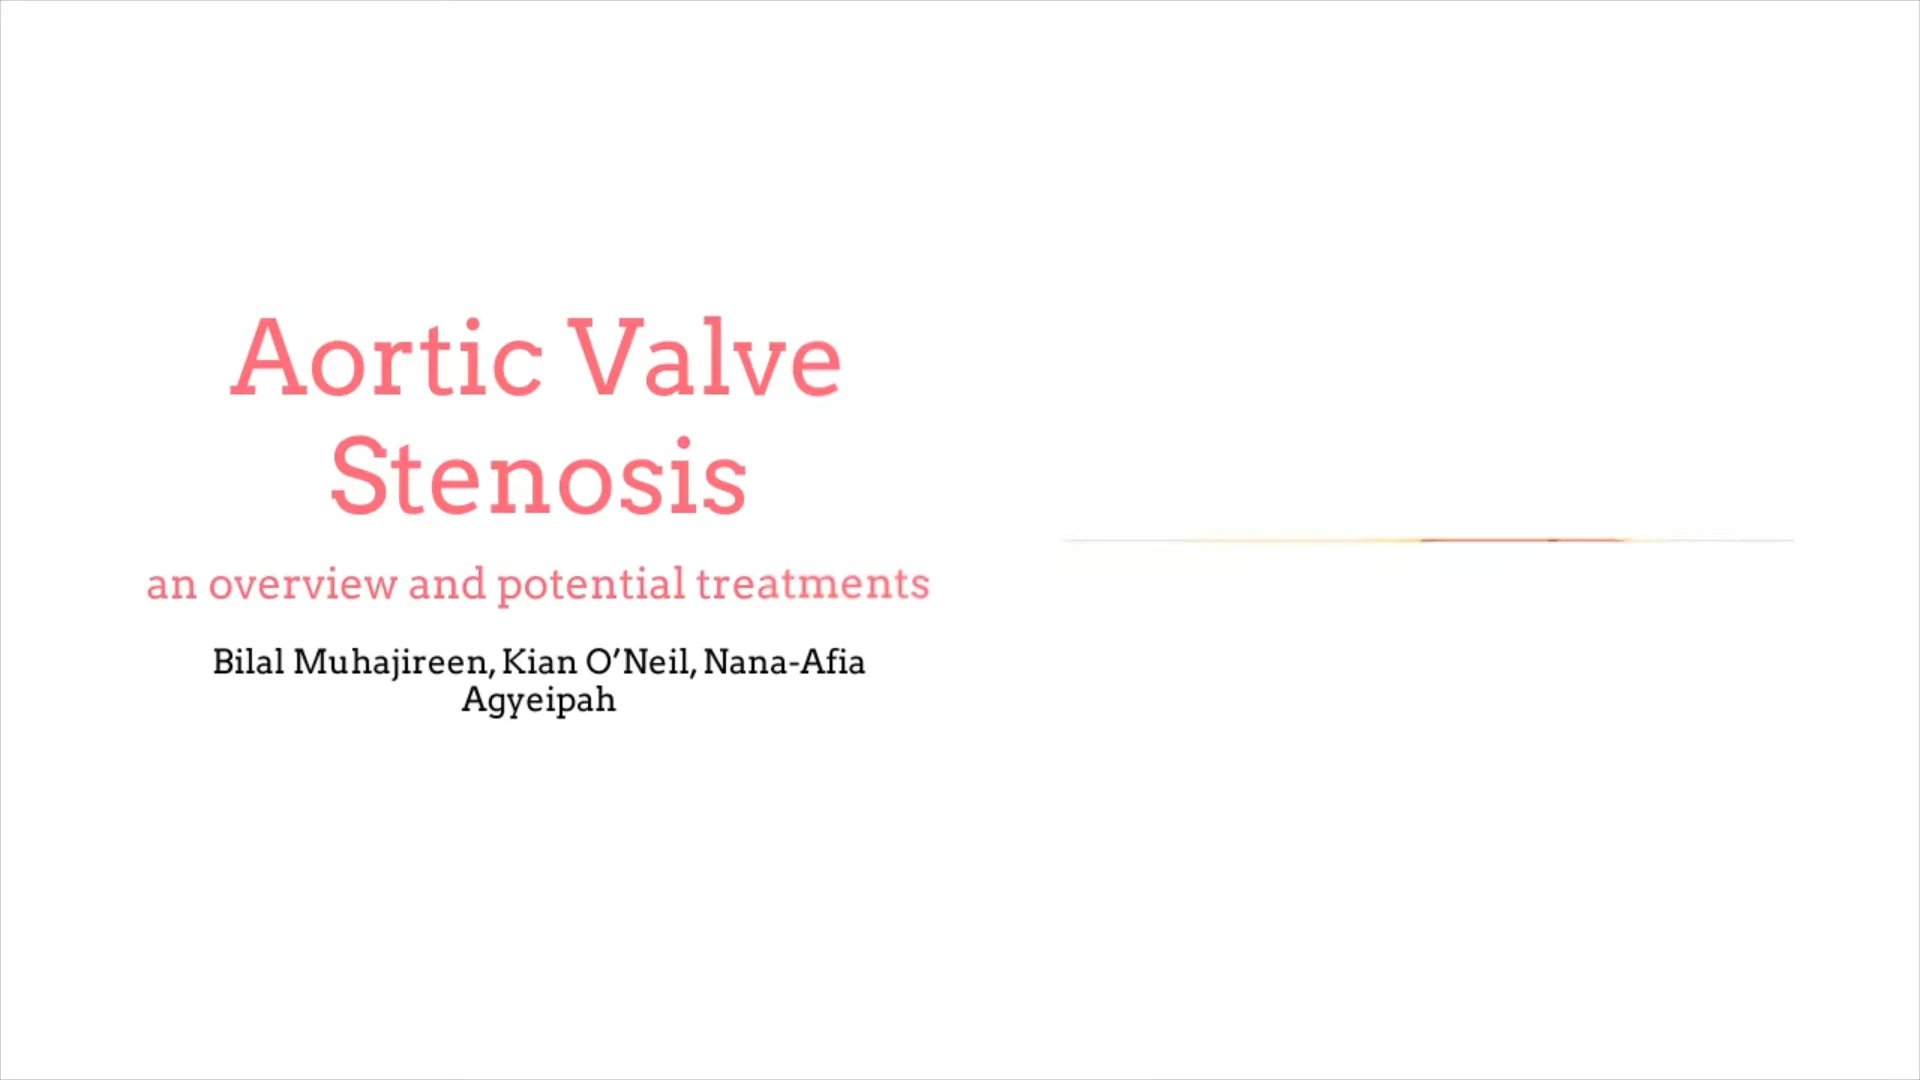 Aortic Valve
Stenosis
an overview and potential treatments
Bilal Muhajireen, Kian O’Neil, Nana-Afia
Agyeipah